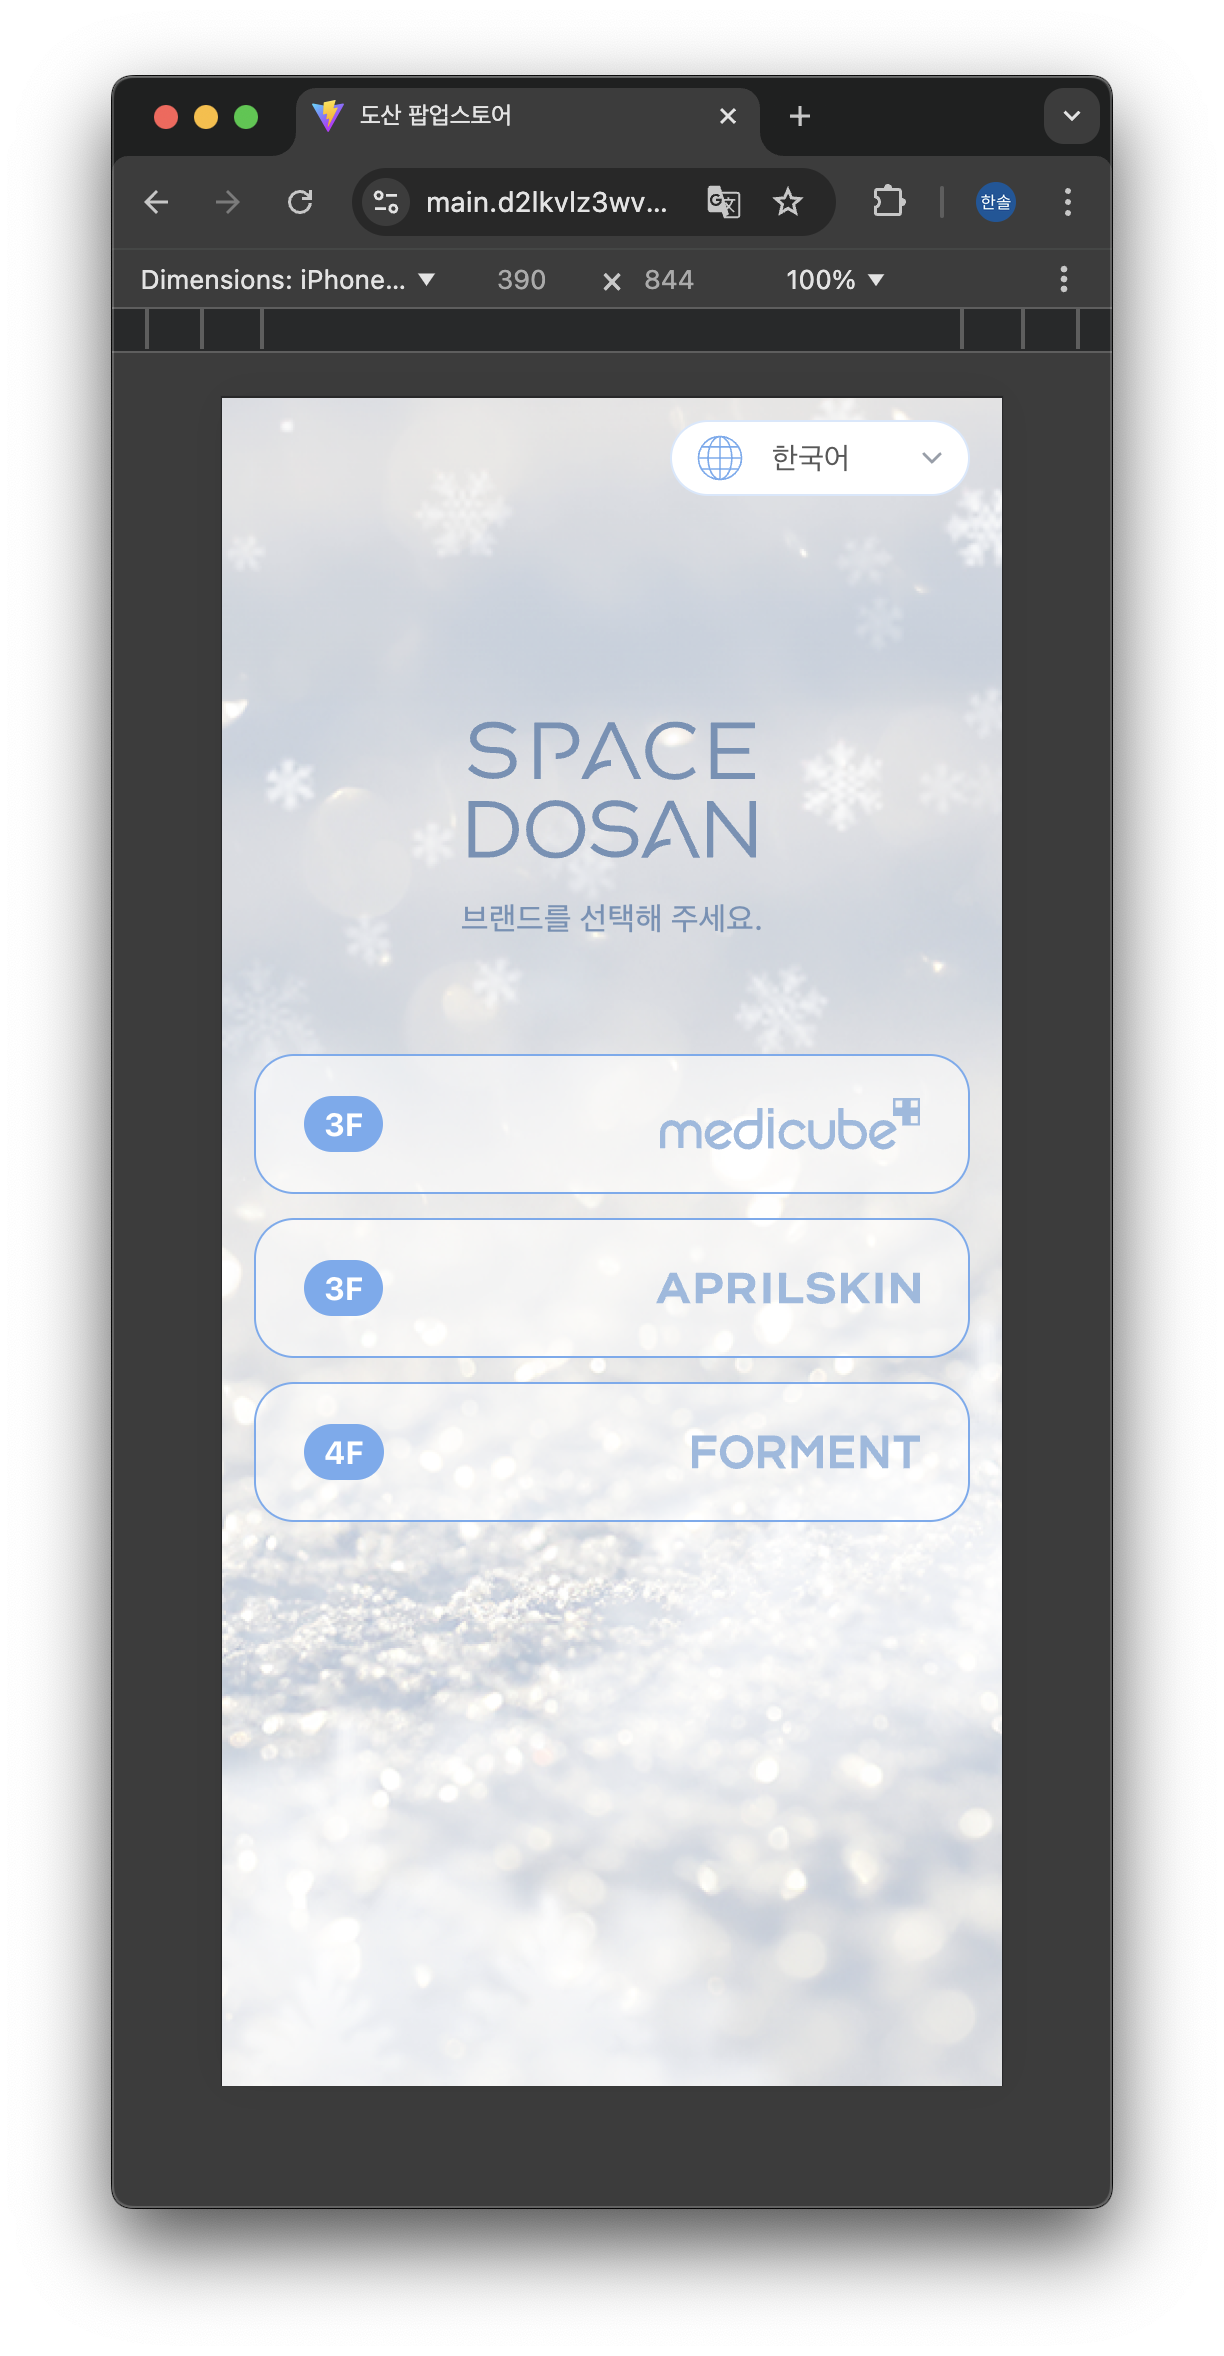 도산 팝업스토어
main.d2lkvlz3wv...
한솔
Dimensions: iPhone... 390 × 844 100%
한국어
SPACE
DOSAN
브랜드를 선택해 주세요.
3F medicube
3F APRILSKIN
4F FORMENT